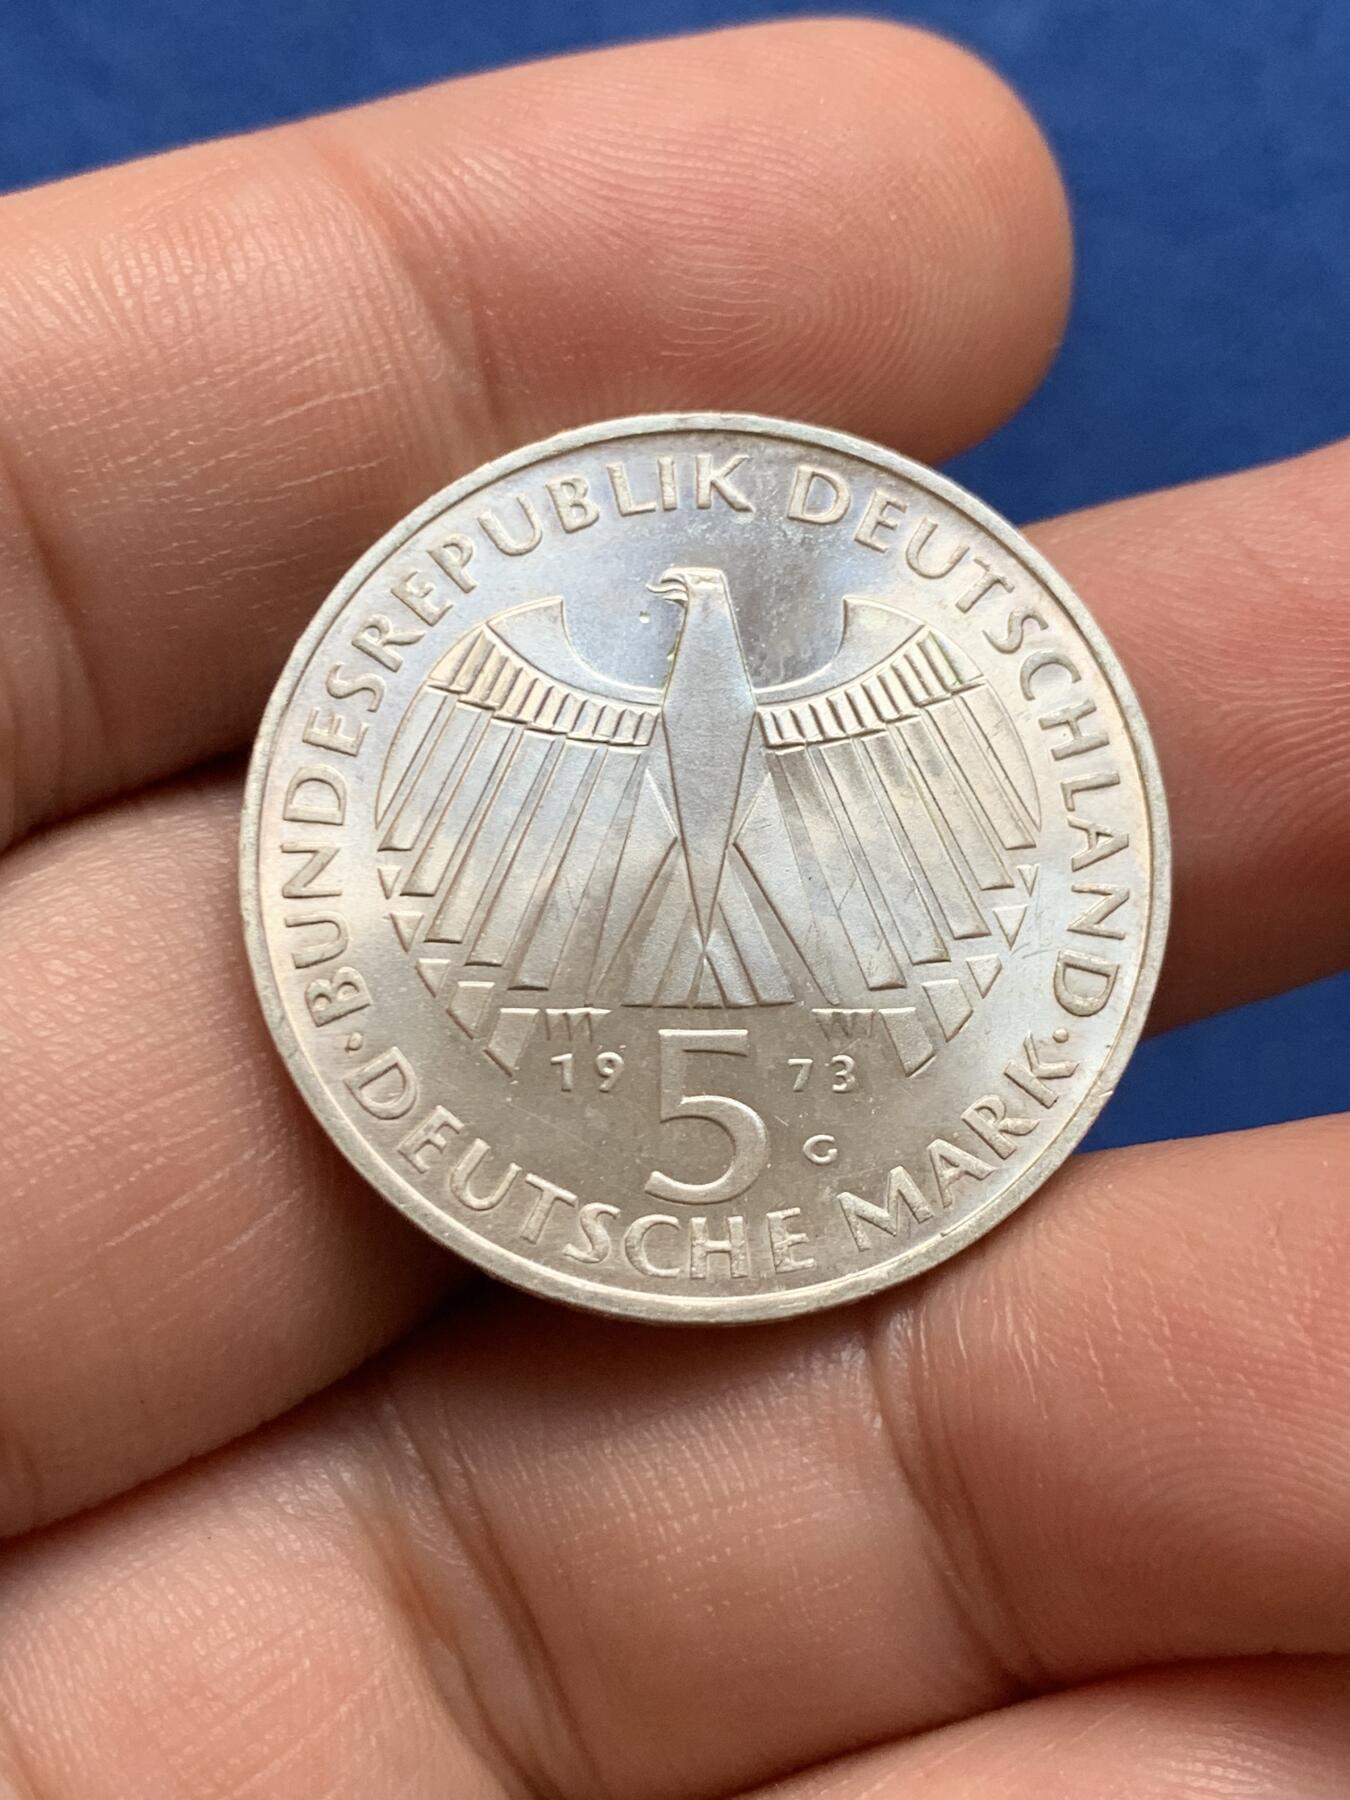 BUNDESREPUBLIK DEUTSCHLAND
19 73
5
G
· DEUTSCHE MARK ·